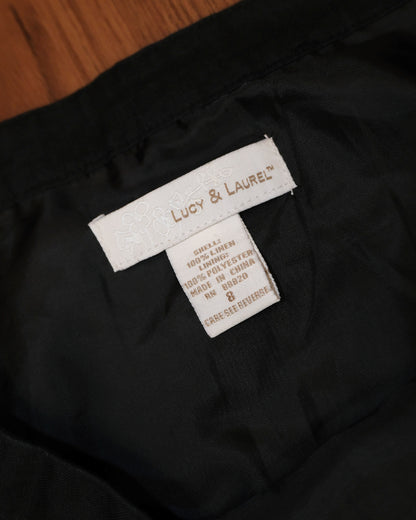 LUCY & LAUREL™
SHELL:
100% LINEN
LINING:
100% POLYESTER
MADE IN CHINA
RN 89820
8
CARE SEE REVERSE